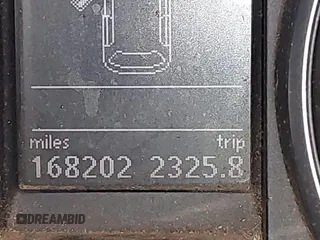 miles trip
168202 2325.8
DREAMBID